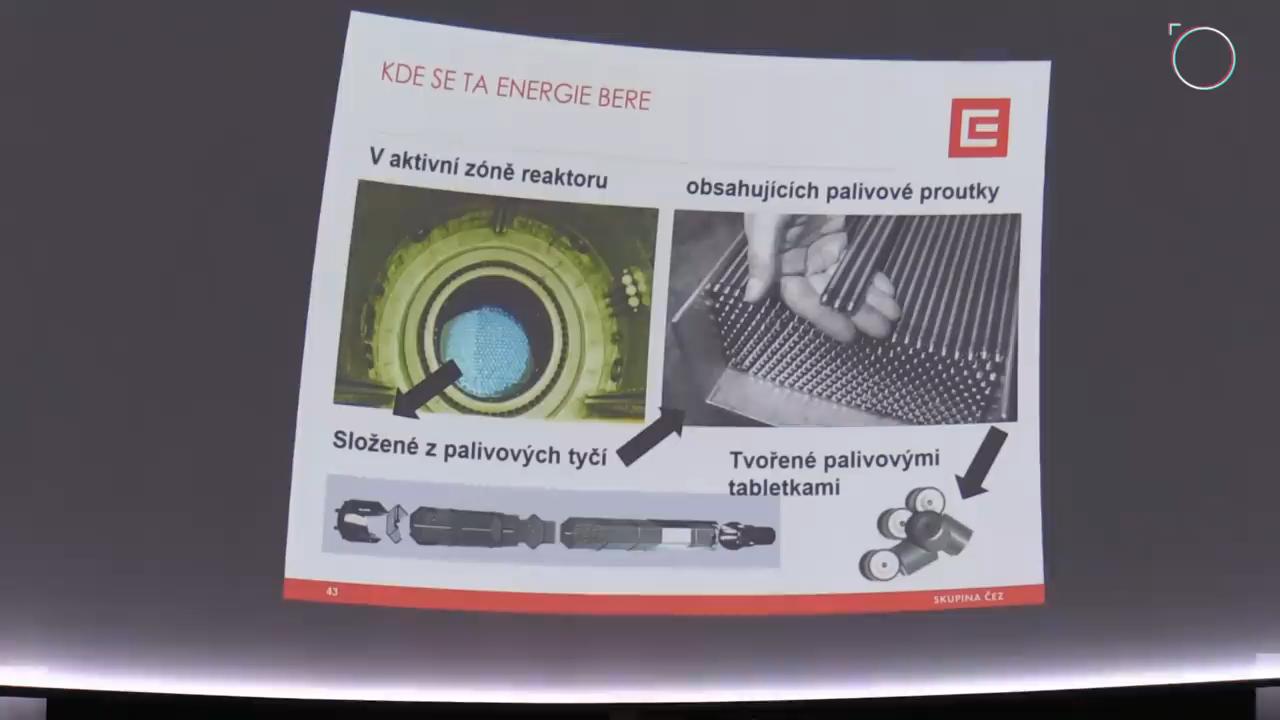 KDE SE TA ENERGIE BERE
V aktivní zóně reaktoru
obsahujících palivové proutky
Složené z palivových tyčí
Tvořené palivovými
tabletkami
43
SKUPINA ČEZ